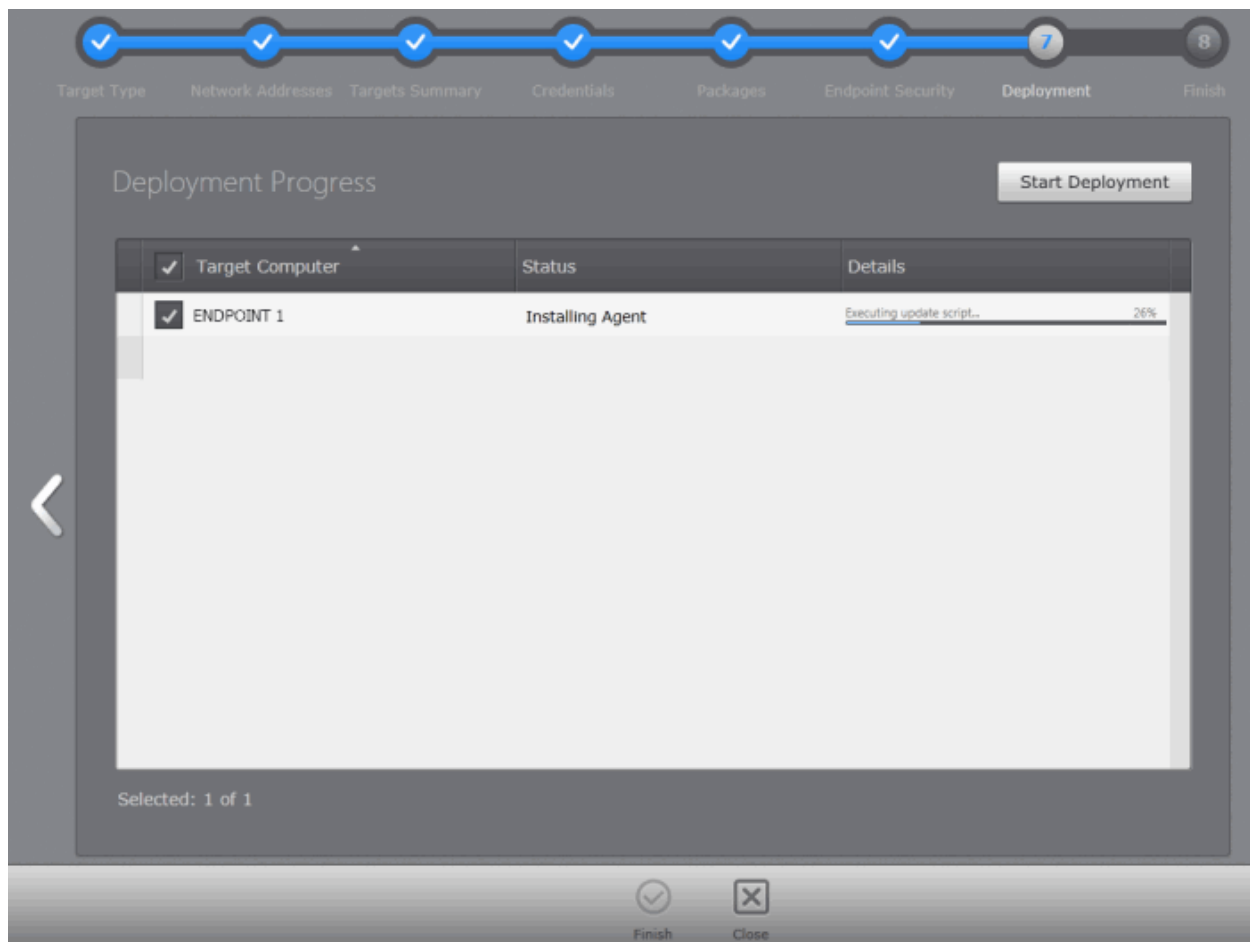 7 8
Target Type Network Addresses Targets Summary Credentials Packages Endpoint Security Deployment Finish
Deployment Progress
Start Deployment
Target Computer Status Details
ENDPOINT 1 Installing Agent Executing update script... 26%
Selected: 1 of 1
Finish Close